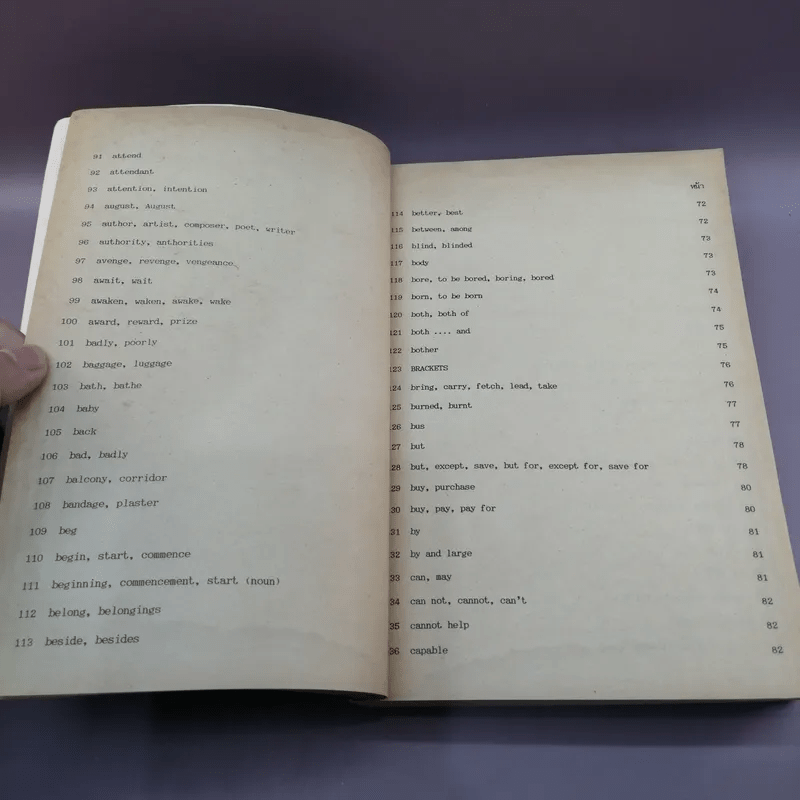 91 attend
92 attendant
93 attention, intention
94 august, August
95 author, artist, composer, poet, writer
96 authority, anthorities
97 avenge, revenge, vengeance
98 await, wait
99 awaken, waken, awake, wake
100 award, reward, prize
101 badly, poorly
102 baggage, luggage
103 bath, bathe
104 baby
105 back
106 bad, badly
107 balcony, corridor
108 bandage, plaster
109 beg
110 begin, start, commence
111 beginning, commencement, start (noun)
112 belong, belongings
113 beside, besides
หน้า
114 better, best 72
115 between, among 72
116 blind, blinded 73
117 body 73
118 bore, to be bored, boring, bored 73
119 born, to be born 74
120 both, both of 74
121 both .... and 75
122 bother 75
123 BRACKETS 76
124 bring, carry, fetch, lead, take 76
25 burned, burnt 77
26 bus 77
27 but 78
28 but, except, save, but for, except for, save for 78
29 buy, purchase 80
30 buy, pay, pay for 80
31 by 81
32 by and large 81
33 can, may 81
34 can not, cannot, can't 82
35 cannot help 82
36 capable 82